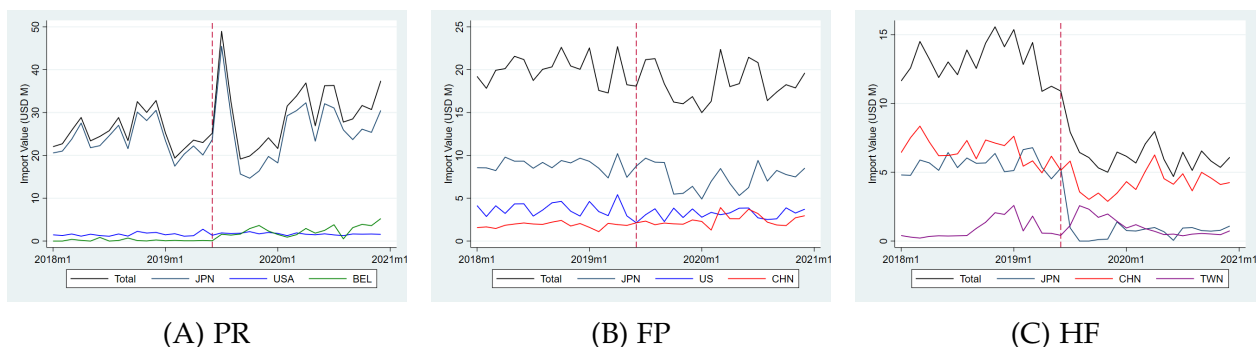 Import Value (USD M)
50
40
30
20
10
0
2018m1 2019m1 2020m1 2021m1
Total JPN USA BEL
(A) PR
Import Value (USD M)
25
20
15
10
5
0
2018m1 2019m1 2020m1 2021m1
Total JPN US CHN
(B) FP
Import Value (USD M)
15
10
5
0
2018m1 2019m1 2020m1 2021m1
Total JPN CHN TWN
(C) HF